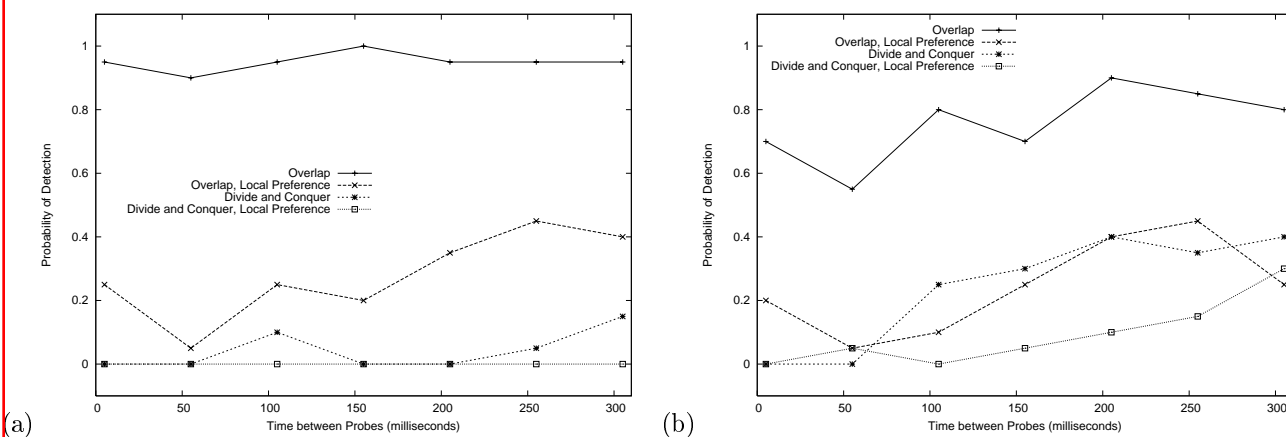 1
0.8
0.6
0.4
0.2
0
Probability of Detection
Overlap
Overlap, Local Preference
Divide and Conquer
Divide and Conquer, Local Preference
0 50 100 150 200 250 300
Time between Probes (milliseconds)
(a)
1
0.8
0.6
0.4
0.2
0
Probability of Detection
Overlap
Overlap, Local Preference
Divide and Conquer
Divide and Conquer, Local Preference
0 50 100 150 200 250 300
Time between Probes (milliseconds)
(b)